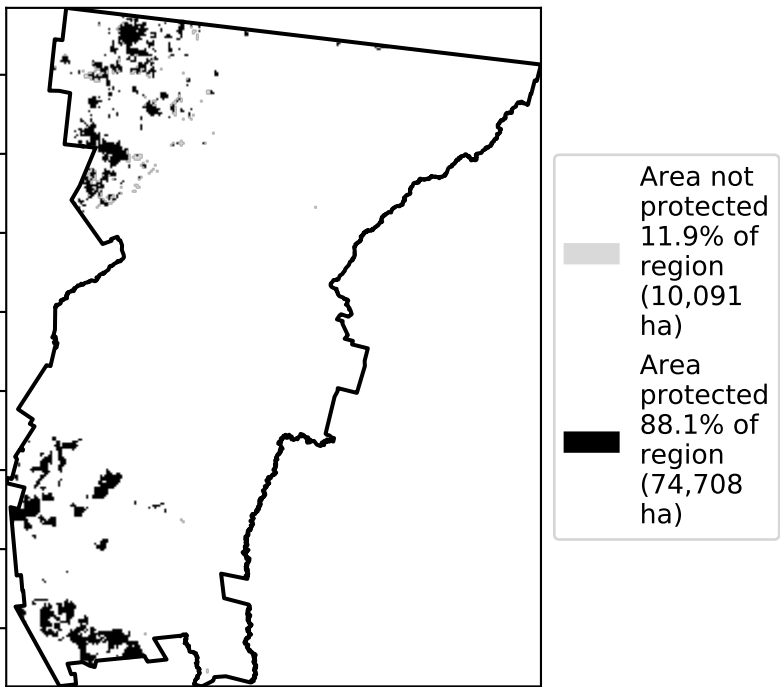 Area not
protected
11.9% of
region
(10,091
ha)
Area
protected
88.1% of
region
(74,708
ha)